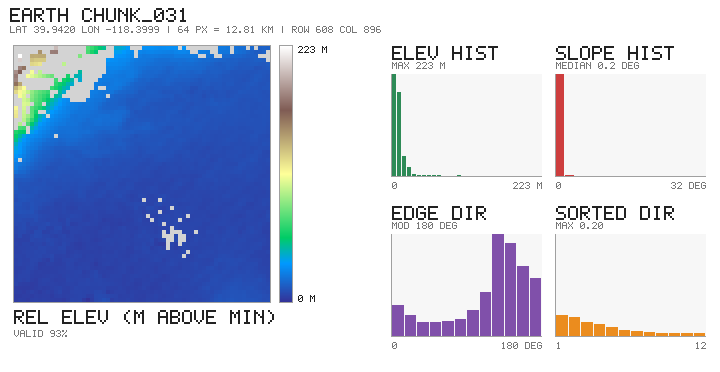 EARTH CHUNK_031
LAT 39.9420 LON -118.3999 | 64 PX = 12.81 KM | ROW 608 COL 896
223 M
0 M
REL ELEV (M ABOVE MIN)
VALID 93%
ELEV HIST
MAX 223 M
0 223 M
SLOPE HIST
MEDIAN 0.2 DEG
0 32 DEG
EDGE DIR
MOD 180 DEG
0 180 DEG
SORTED DIR
MAX 0.20
1 12